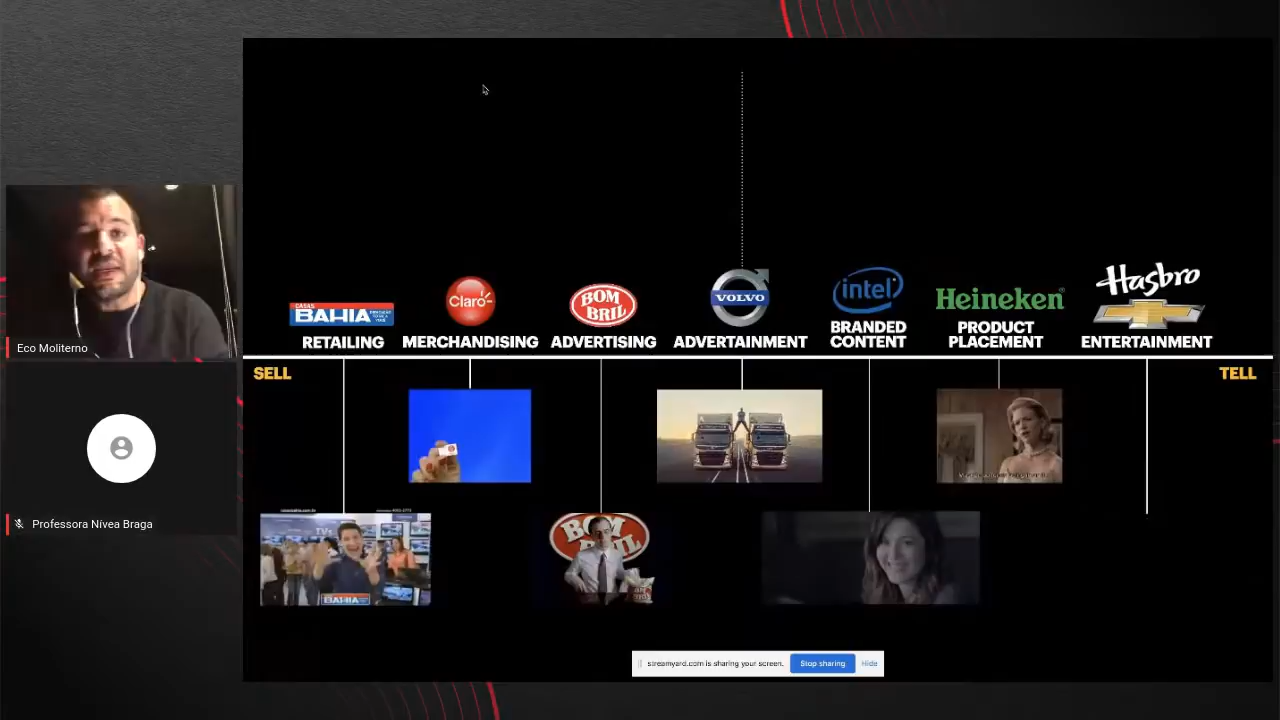 Eco Moliterno
Professora Nívea Braga
CASAS
BAHIA
Claro
BOM
BRIL
VOLVO
intel
Heineken
Hasbro
RETAILING
MERCHANDISING
ADVERTISING
ADVERTAINMENT
BRANDED
CONTENT
PRODUCT
PLACEMENT
ENTERTAINMENT
SELL
TELL
BOM
BRIL
BAHIA
streamyard.com is sharing your screen.
Stop sharing
Hide